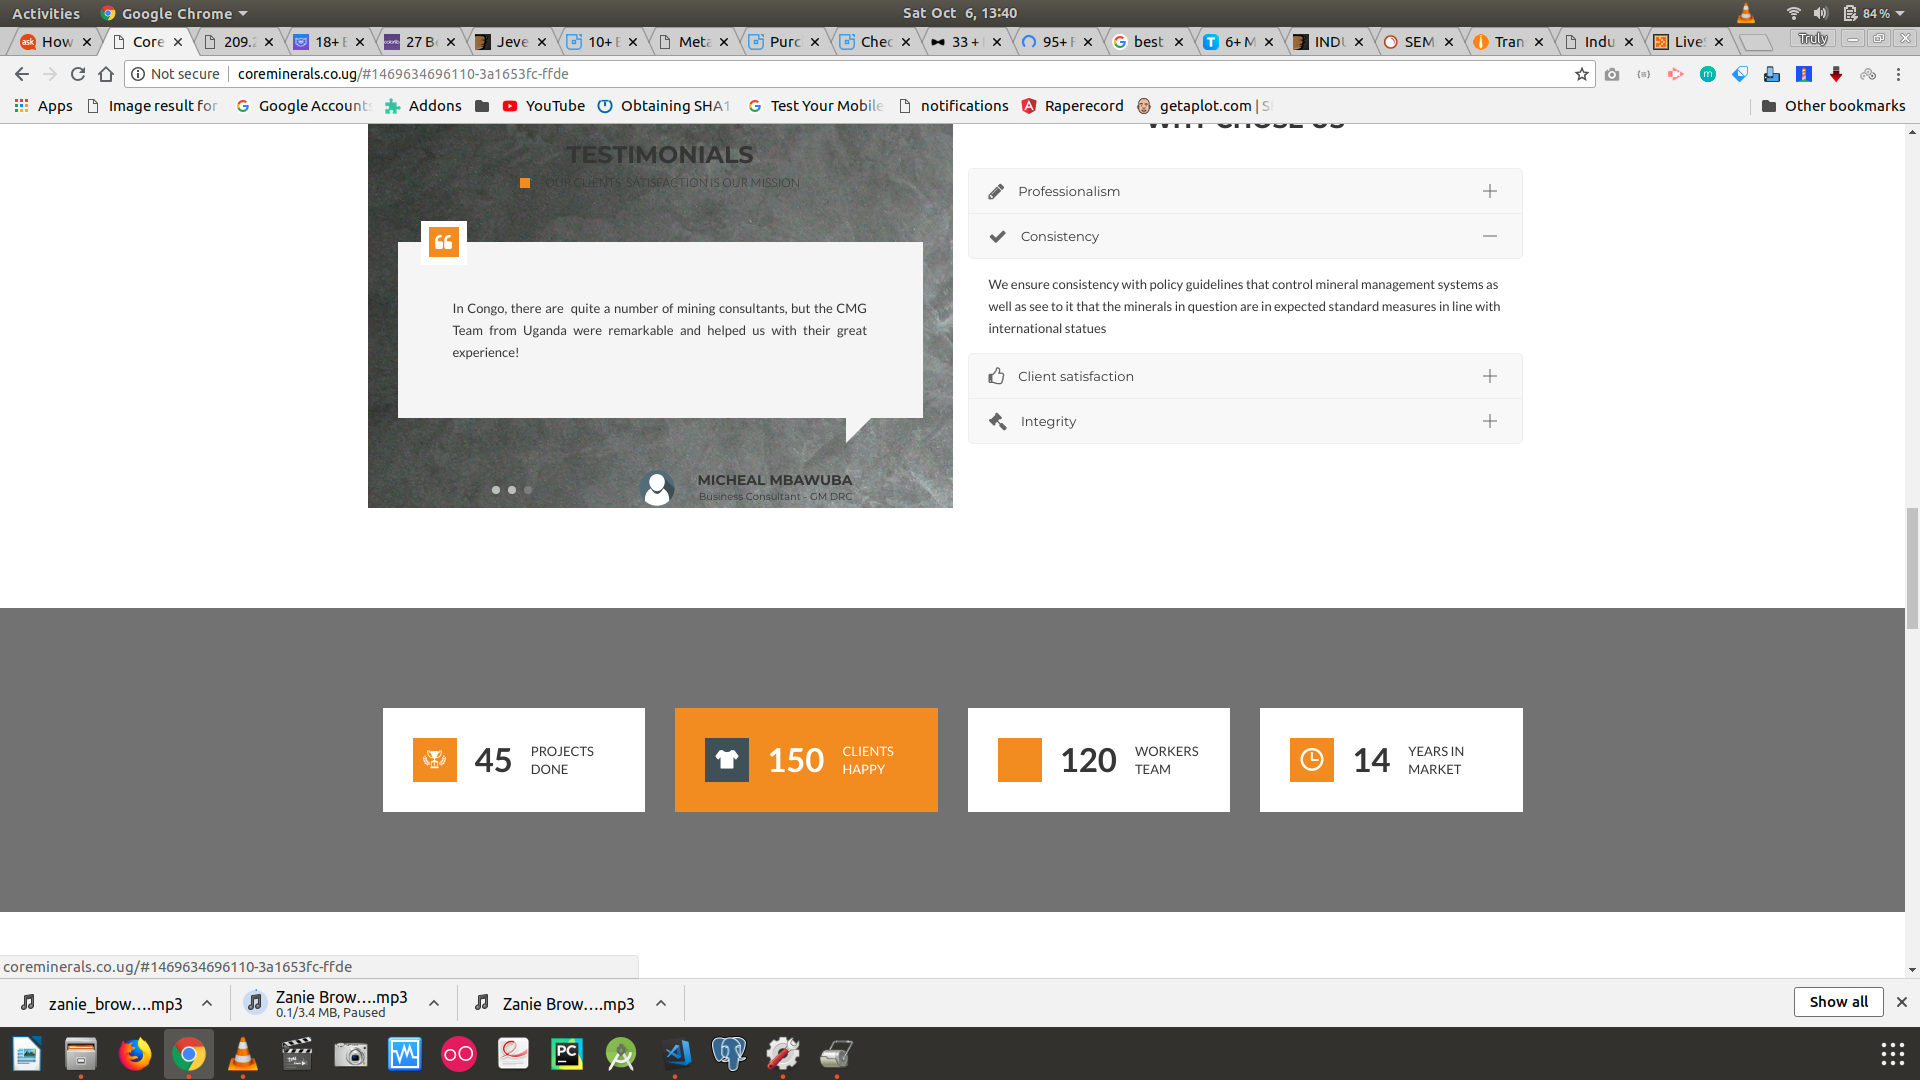 Activities
Google Chrome
Sat Oct 6, 13:40
84 %
How
Core
209.
18+ E
27 Be
Jeve
10+ E
Meta
Purc
Chec
33 + 
95+ F
best
6+ M
INDU
SEM
Tran
Indu
Live
Truly
Not secure
coreminerals.co.ug/#1469634696110-3a1653fc-ffde
Apps
Image result for
Google Accounts
Addons
YouTube
Obtaining SHA1
Test Your Mobile
notifications
Raperecord
getaplot.com | S
Other bookmarks
TESTIMONIALS
OUR CLIENTS' SATISFACTION IS OUR MISSION
In Congo, there are quite a number of mining consultants, but the CMG
Team from Uganda were remarkable and helped us with their great
experience!
MICHEAL MBAWUBA
Business Consultant - GM DRC
WHY CHOSE US
Professionalism
Consistency
We ensure consistency with policy guidelines that control mineral management systems as
well as see to it that the minerals in question are in expected standard measures in line with
international statues
Client satisfaction
Integrity
45 PROJECTS
DONE
150 CLIENTS
HAPPY
120 WORKERS
TEAM
14 YEARS IN
MARKET
coreminerals.co.ug/#1469634696110-3a1653fc-ffde
zanie_brow....mp3
Zanie Brow....mp3
0.1/3.4 MB, Paused
Zanie Brow....mp3
Show all
PC